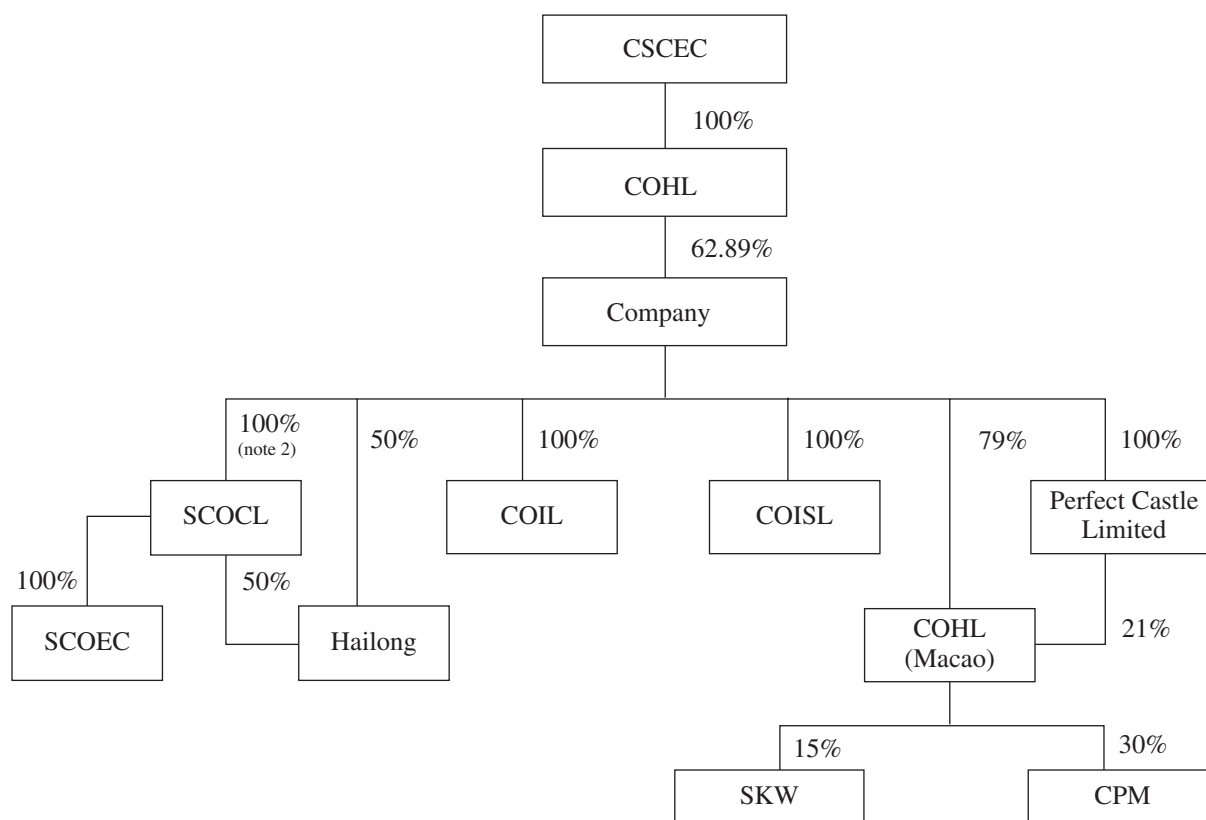 CSCEC
100%
COHL
62.89%
Company
100%
(note 2)
50%
100%
100%
79%
100%
SCOCL
COIL
COISL
Perfect Castle
Limited
100%
50%
SCOEC
Hailong
COHL
(Macao)
21%
15%
30%
SKW
CPM